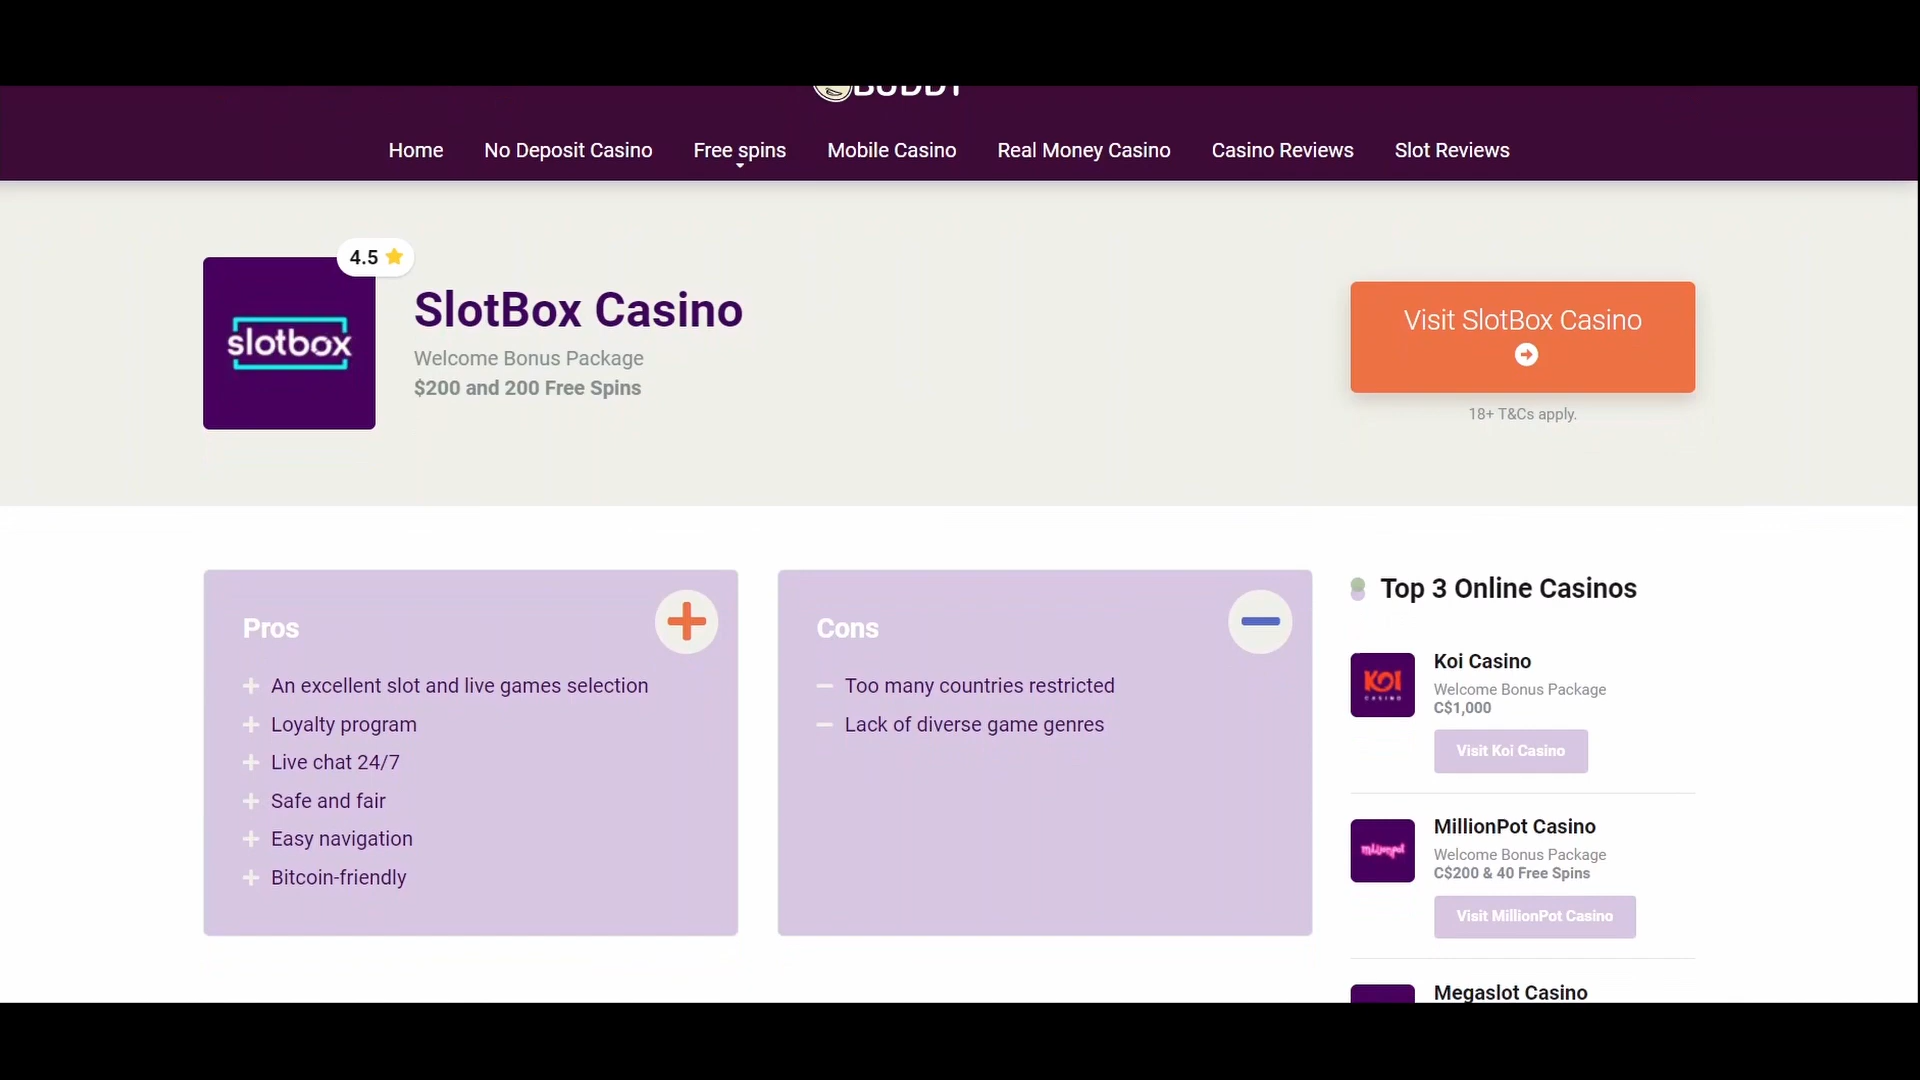 BUDDY
Home No Deposit Casino Free spins Mobile Casino Real Money Casino Casino Reviews Slot Reviews
4.5
slotbox
SlotBox Casino
Welcome Bonus Package
$200 and 200 Free Spins
Visit SlotBox Casino
18+ T&Cs apply.
Pros
An excellent slot and live games selection
Loyalty program
Live chat 24/7
Safe and fair
Easy navigation
Bitcoin-friendly
Cons
Too many countries restricted
Lack of diverse game genres
Top 3 Online Casinos
KOI
CASINO
Koi Casino
Welcome Bonus Package
C$1,000
Visit Koi Casino
millionpot
MillionPot Casino
Welcome Bonus Package
C$200 & 40 Free Spins
Visit MillionPot Casino
Megaslot Casino